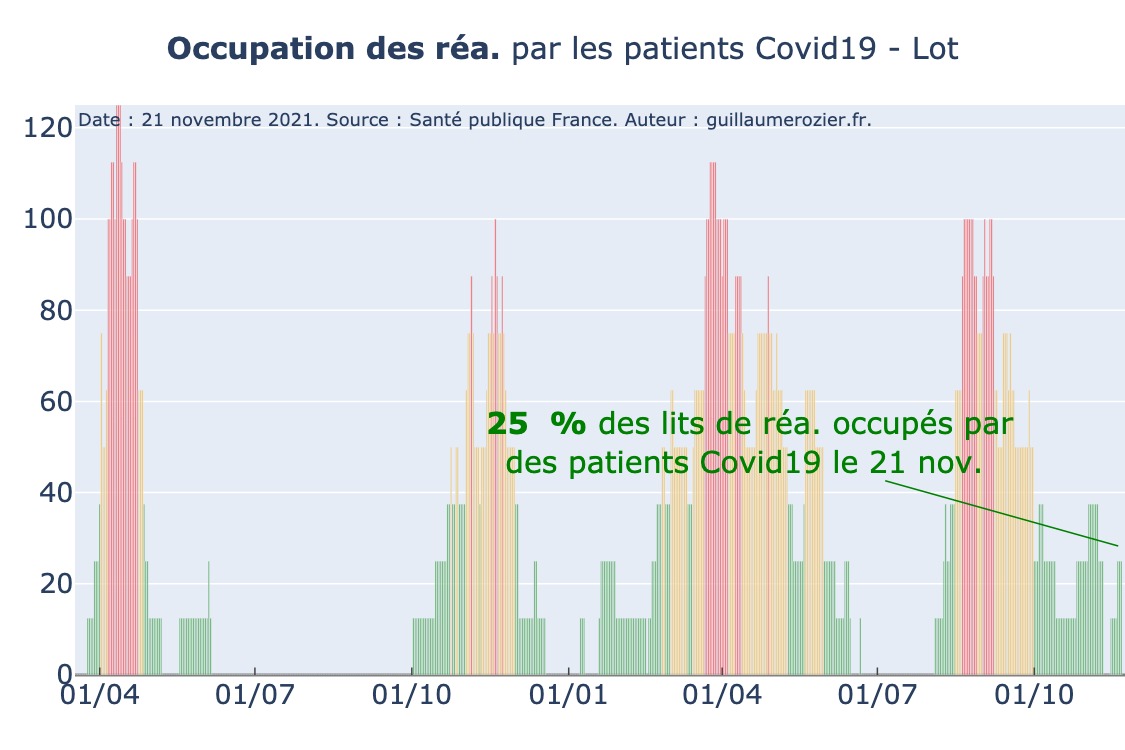 Occupation des réa. par les patients Covid19 - Lot
Date : 21 novembre 2021. Source : Santé publique France. Auteur : guillaumerozier.fr.
120
100
80
60
40
20
0
25 % des lits de réa. occupés par
des patients Covid19 le 21 nov.
01/04 01/07 01/10 01/01 01/04 01/07 01/10